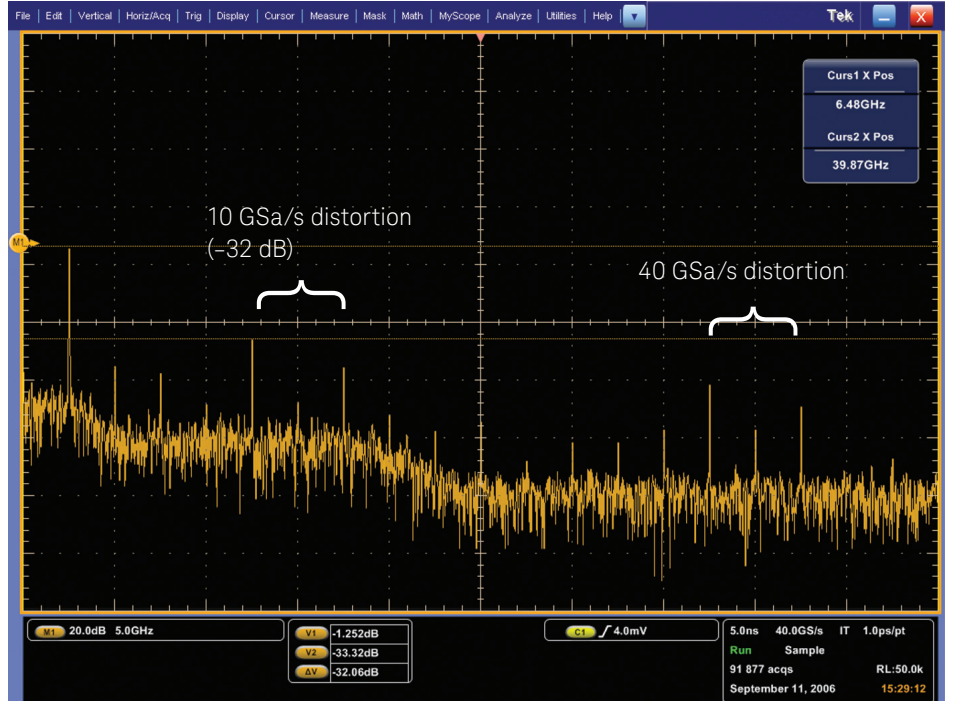 File | Edit | Vertical | Horiz/Acq | Trig | Display | Cursor | Measure | Mask | Math | MyScope | Analyze | Utilities | Help | Tek X
Curs1 X Pos
6.48GHz
Curs2 X Pos
39.87GHz
10 GSa/s distortion
(-32 dB)
40 GSa/s distortion
M1
M1 20.0dB 5.0GHz
V1 -1.252dB
V2 -33.32dB
ΔV -32.06dB
C1 4.0mV
5.0ns 40.0GS/s IT 1.0ps/pt
Run Sample
91 877 acqs RL:50.0k
September 11, 2006 15:29:12